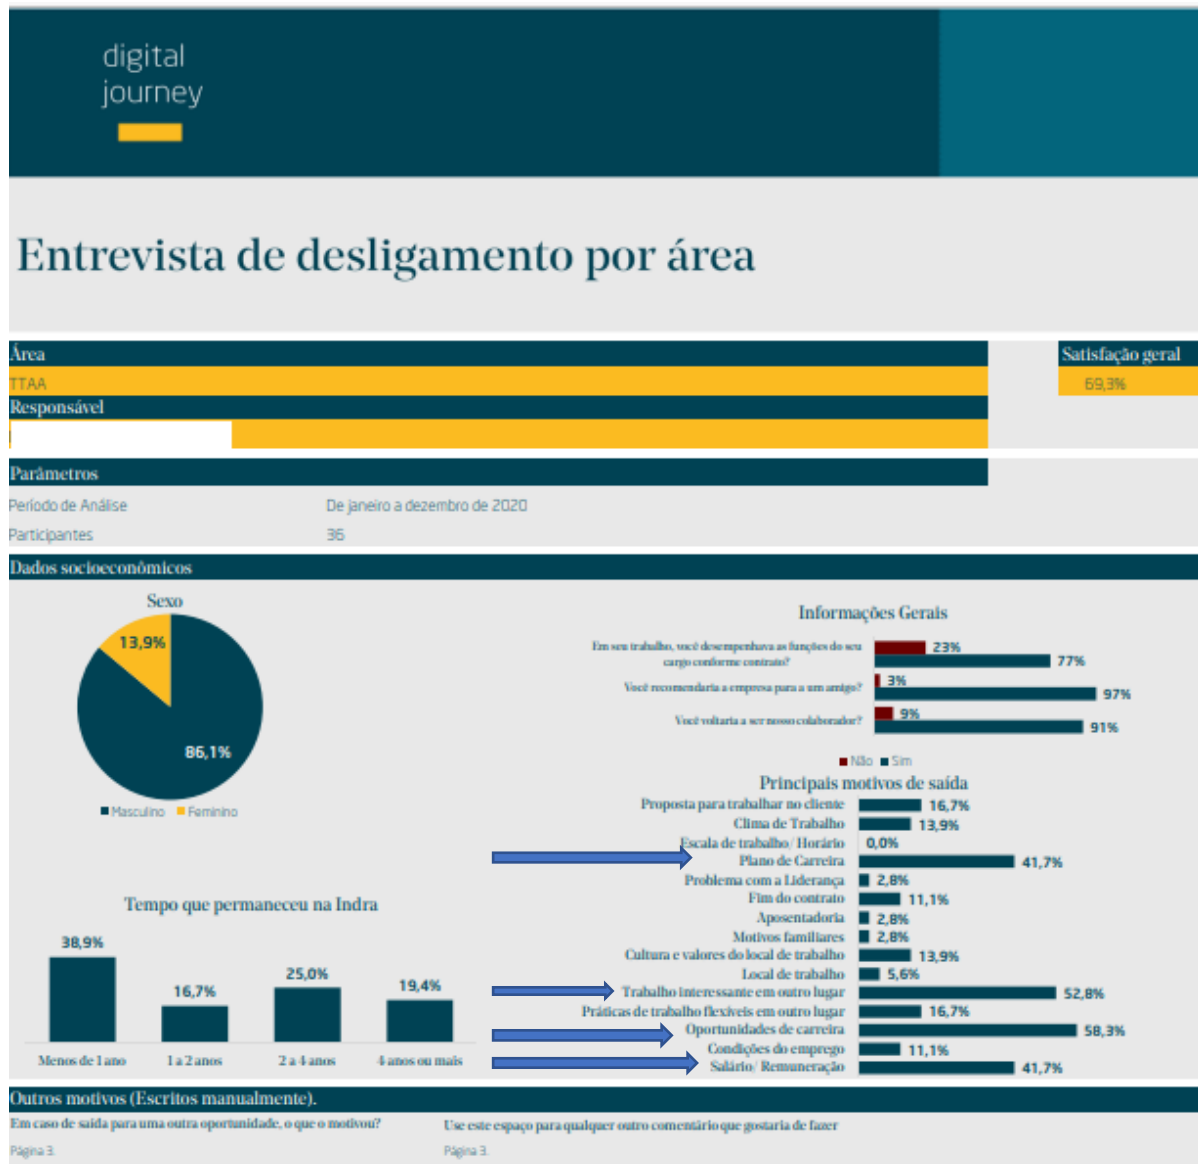 digital
journey
Entrevista de desligamento por área
Área
Satisfação geral
TTAA
69,3%
Responsável
Parâmetros
Período de Análise
De janeiro a dezembro de 2020
Participantes
36
Dados socioeconômicos
Sexo
13,9%
86,1%
Masculino
Feminino
Informações Gerais
Em seu trabalho, você desempenhava as funções do seu
cargo conforme contrato?
23%
77%
Você recomendaria a empresa para a um amigo?
3%
97%
Você voltaria a ser nosso colaborador?
9%
91%
Não
Sim
Principais motivos de saída
Proposta para trabalhar no cliente
16,7%
Clima de Trabalho
13,9%
Escala de trabalho/ Horário
0,0%
Plano de Carreira
41,7%
Problema com a Liderança
2,8%
Fim do contrato
11,1%
Aposentadoria
2,8%
Motivos familiares
2,8%
Cultura e valores do local de trabalho
13,9%
Local de trabalho
5,6%
Trabalho interessante em outro lugar
52,8%
Práticas de trabalho flexíveis em outro lugar
16,7%
Oportunidades de carreira
58,3%
Condições do emprego
11,1%
Salário/ Remuneração
41,7%
Tempo que permaneceu na Indra
38,9%
16,7%
25,0%
19,4%
Menos de 1 ano
1 a 2 anos
2 a 4 anos
4 anos ou mais
Outros motivos (Escritos manualmente).
Em caso de saída para uma outra oportunidade, o que o motivou?
Use este espaço para qualquer outro comentário que gostaria de fazer
Página 3.
Página 3.